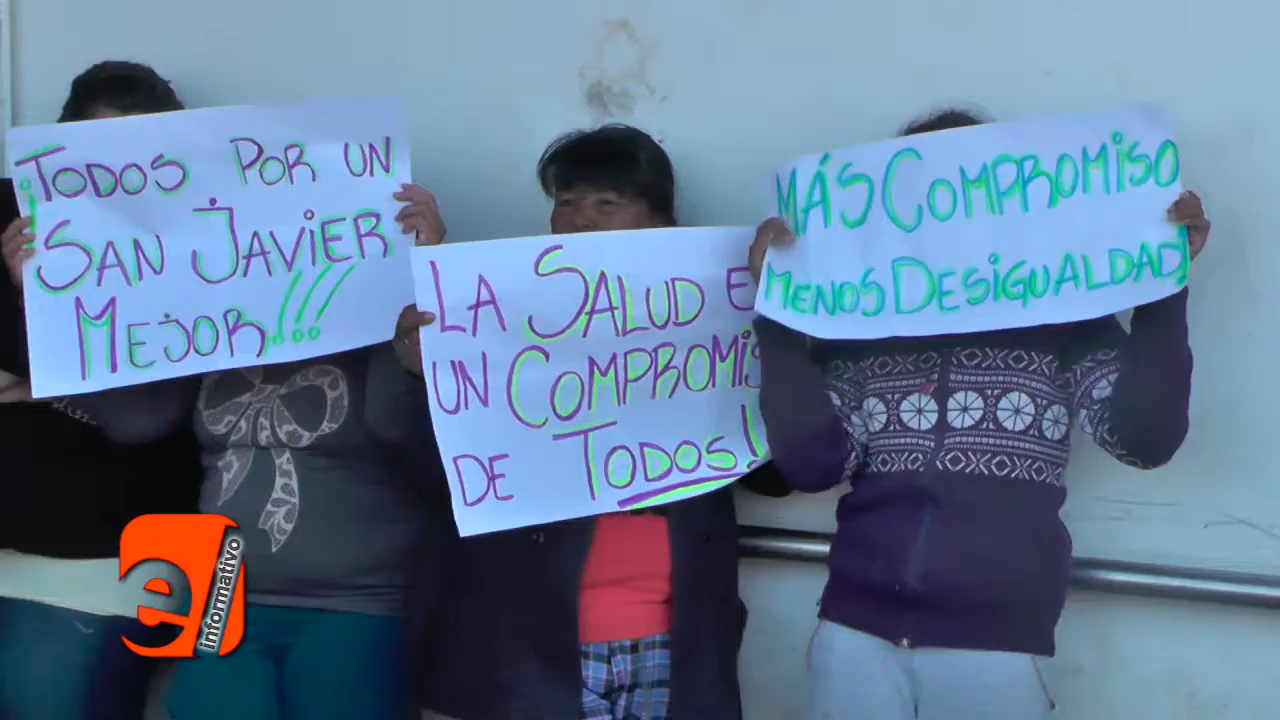 ¡TODOS POR UN
SAN JAVIER
MEJOR!!!
LA SALUD E
UN COMPROMIS
DE TODOS!
MÁS COMPROMISO
MENOS DESIGUALDAD!
e
informativo